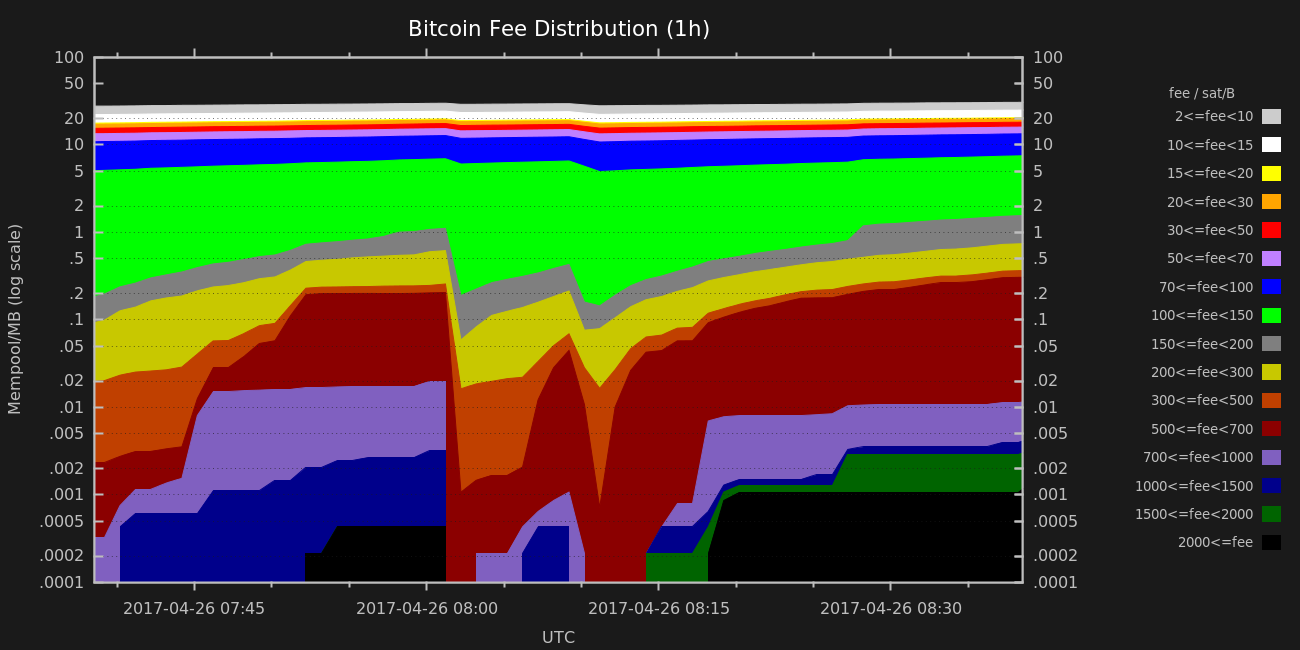 Bitcoin Fee Distribution (1h)
Mempool/MB (log scale)
100
50
20
10
5
2
1
.5
.2
.1
.05
.02
.01
.005
.002
.001
.0005
.0002
.0001
100
50
20
10
5
2
1
.5
.2
.1
.05
.02
.01
.005
.002
.001
.0005
.0002
.0001
2017-04-26 07:45
2017-04-26 08:00
2017-04-26 08:15
2017-04-26 08:30
UTC
fee / sat/B
2<=fee<10
10<=fee<15
15<=fee<20
20<=fee<30
30<=fee<50
50<=fee<70
70<=fee<100
100<=fee<150
150<=fee<200
200<=fee<300
300<=fee<500
500<=fee<700
700<=fee<1000
1000<=fee<1500
1500<=fee<2000
2000<=fee